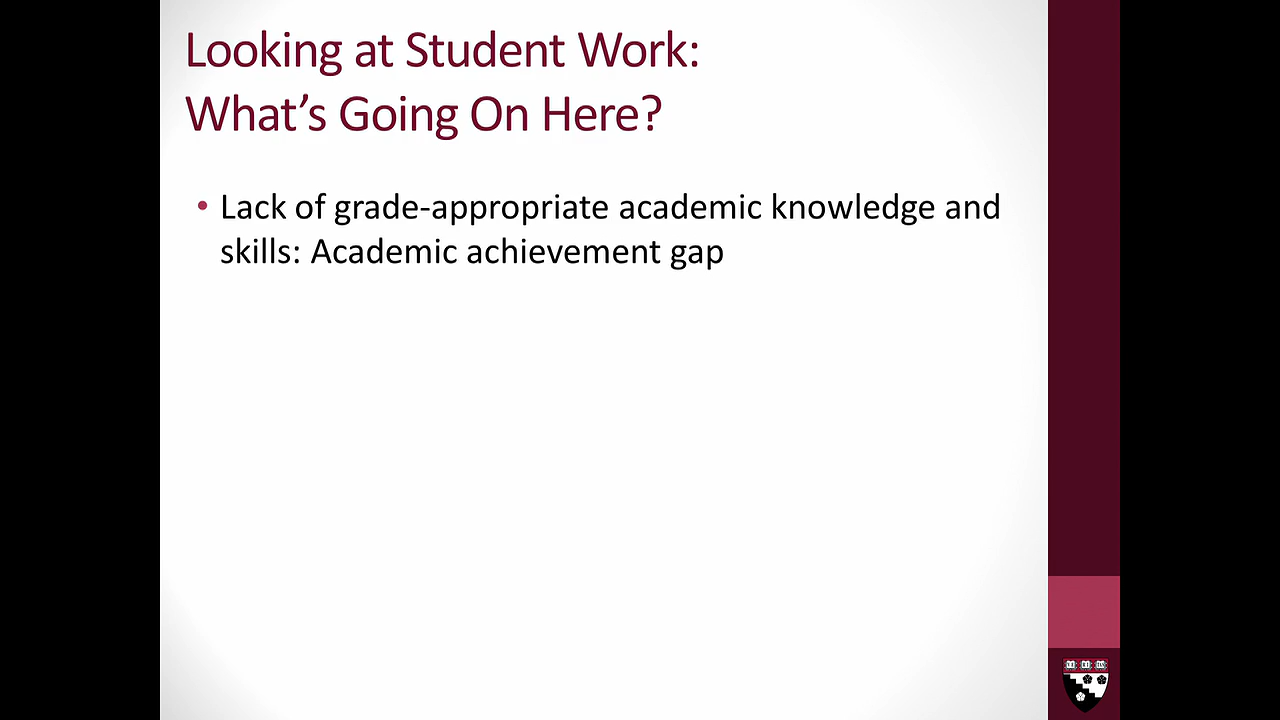 Looking at Student Work:
What’s Going On Here?
• Lack of grade-appropriate academic knowledge and
skills: Academic achievement gap